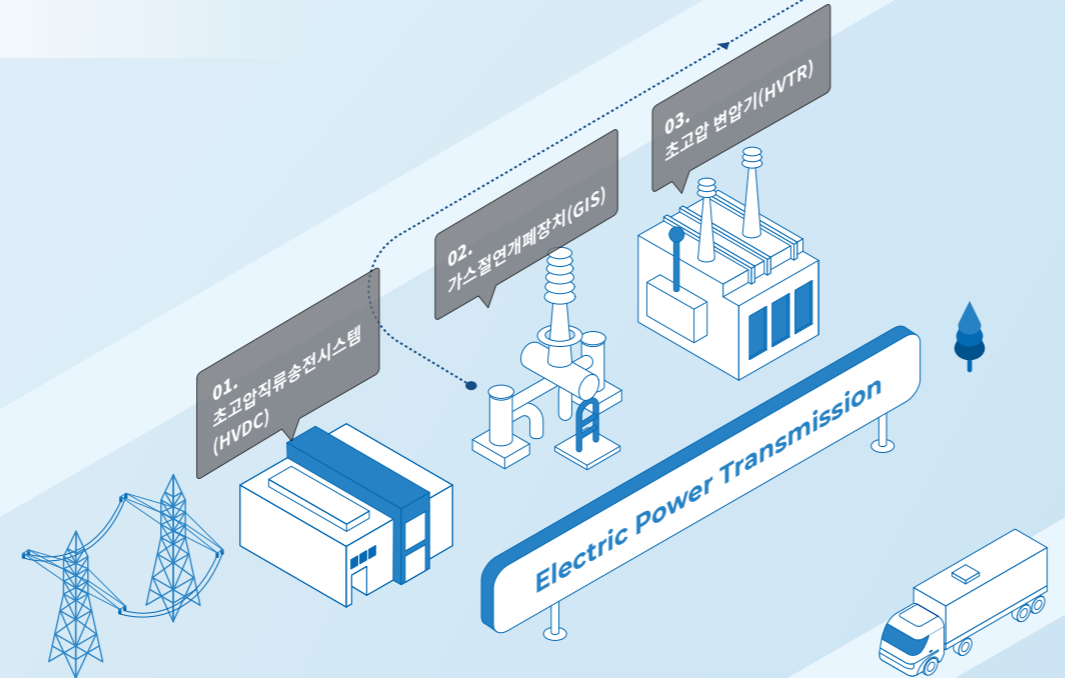 01.
초고압직류송전시스템
(HVDC)
02.
가스절연개폐장치(GIS)
03.
초고압 변압기(HVTR)
Electric Power Transmission